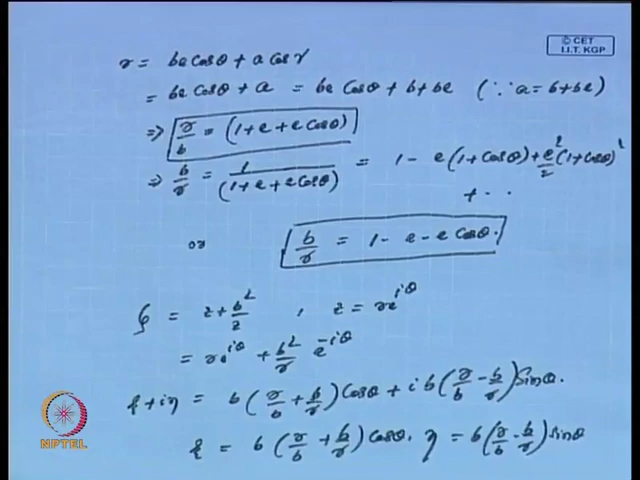 © CET
I.I.T. KGP
r = be Cosθ + a Cosγ
= be Cosθ + a = be Cosθ + b + be (∵ a = b + be)
⇒ r/b = (1 + e + e Cosθ)
⇒ b/r = 1/(1 + e + e Cosθ) = 1 - e(1 + Cosθ) + e²/2 (1 + Cosθ)²
+ ··
or b/r = 1 - e - e Cosθ.
ζ = z + b²/z , z = re^{iθ}
= re^{iθ} + b²/r e^{-iθ}
ξ + iη = b(r/b + b/r) Cosθ + i b(r/b - b/r) Sinθ.
ξ = b(r/b + b/r) Cosθ. η = b(r/b - b/r) sinθ
NPTEL